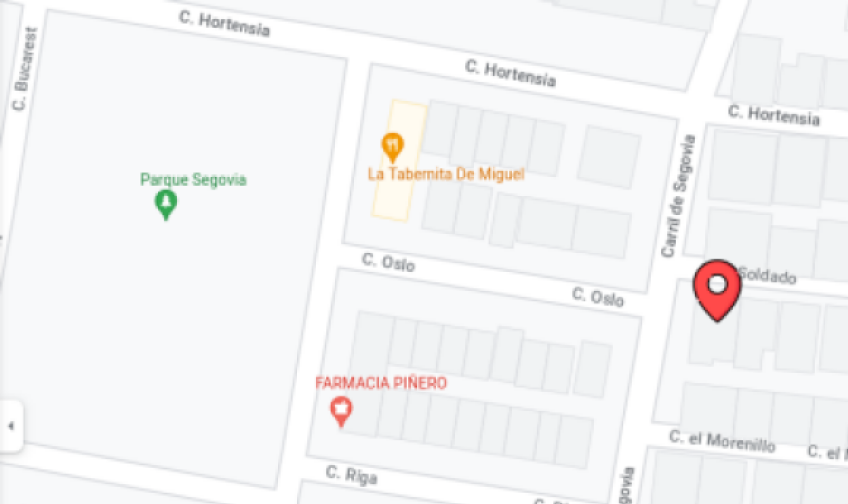 C. Hortensia
C. Bucarest
C. Hortensia
C. Hortensia
Parque Segovia
La Tabernita De Miguel
Carril de Segovia
C. Oslo
Soldado
C. Oslo
FARMACIA PIÑERO
C. el Morenillo
C. el
C. Riga